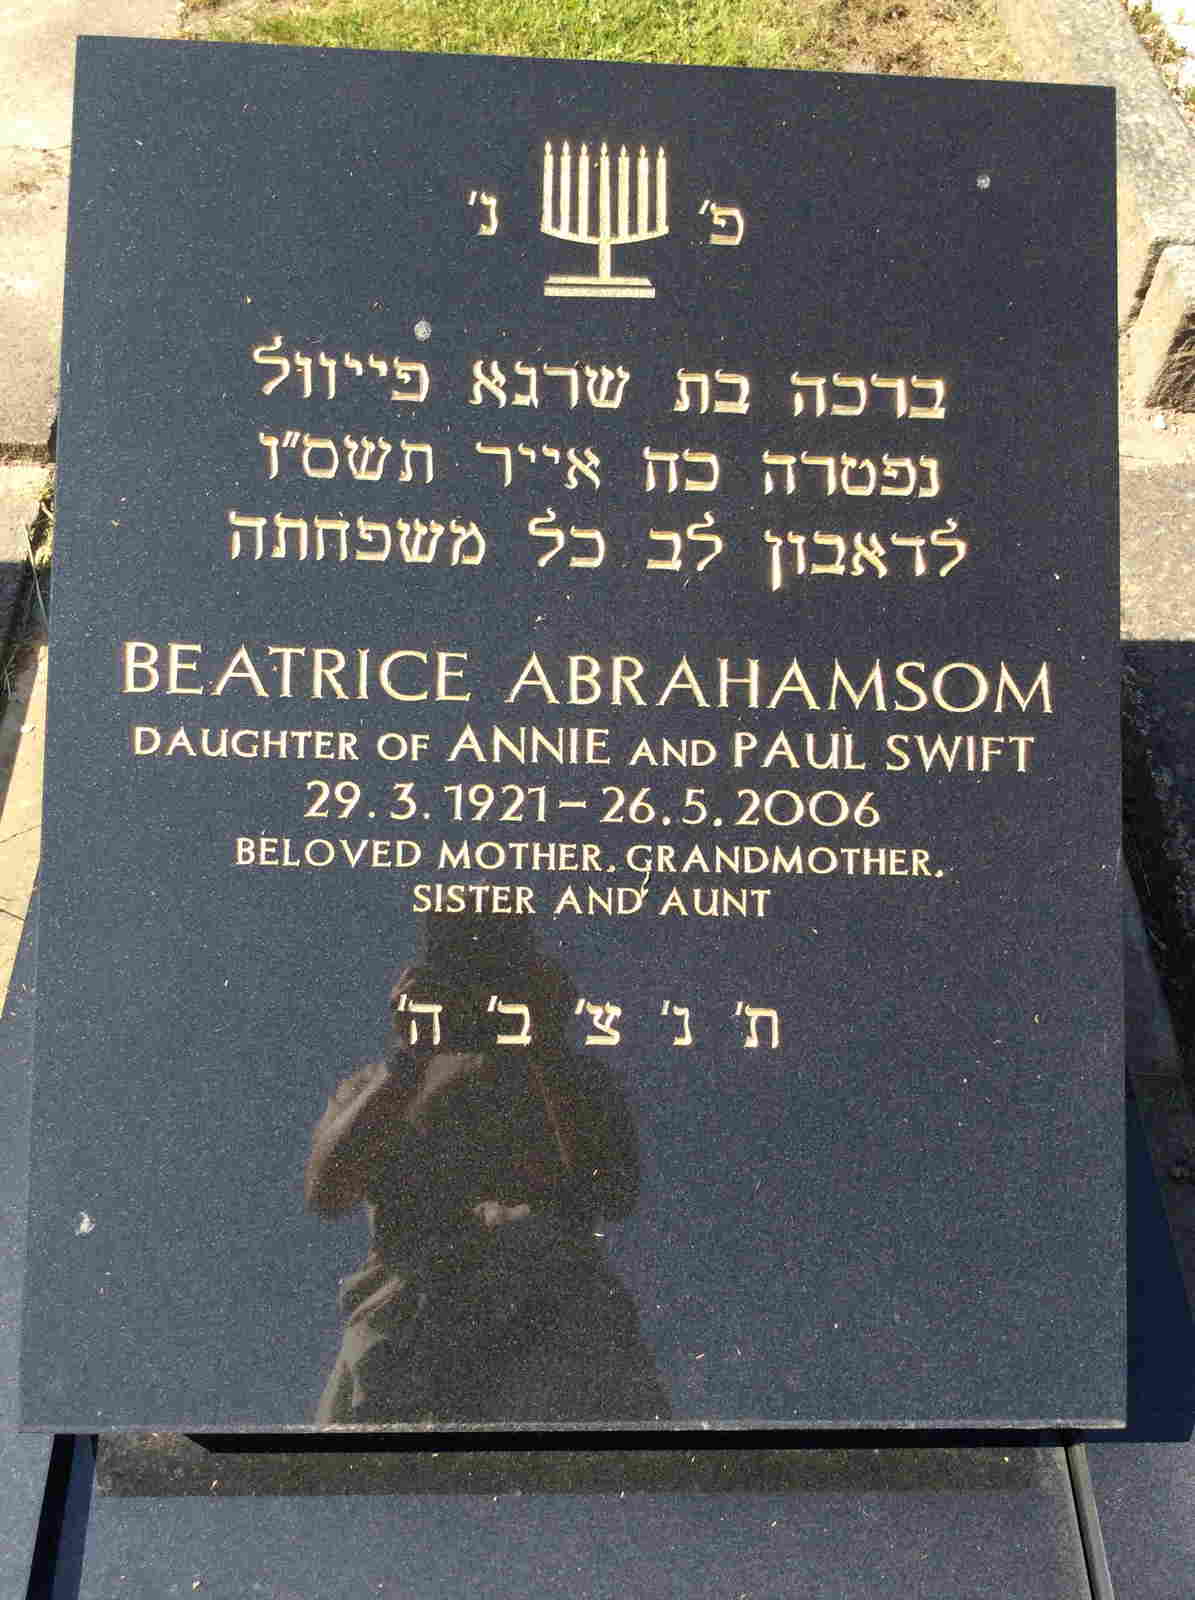 פ' נ'
ברכה בת שרגא פייוול
נפטרה כח אייר תשס"ו
לדאבון לב כל משפחתה
BEATRICE ABRAHAMSOM
DAUGHTER OF ANNIE AND PAUL SWIFT
29.3.1921-26.5.2006
BELOVED MOTHER, GRANDMOTHER,
SISTER AND AUNT
ת' נ' צ' ב' ה'